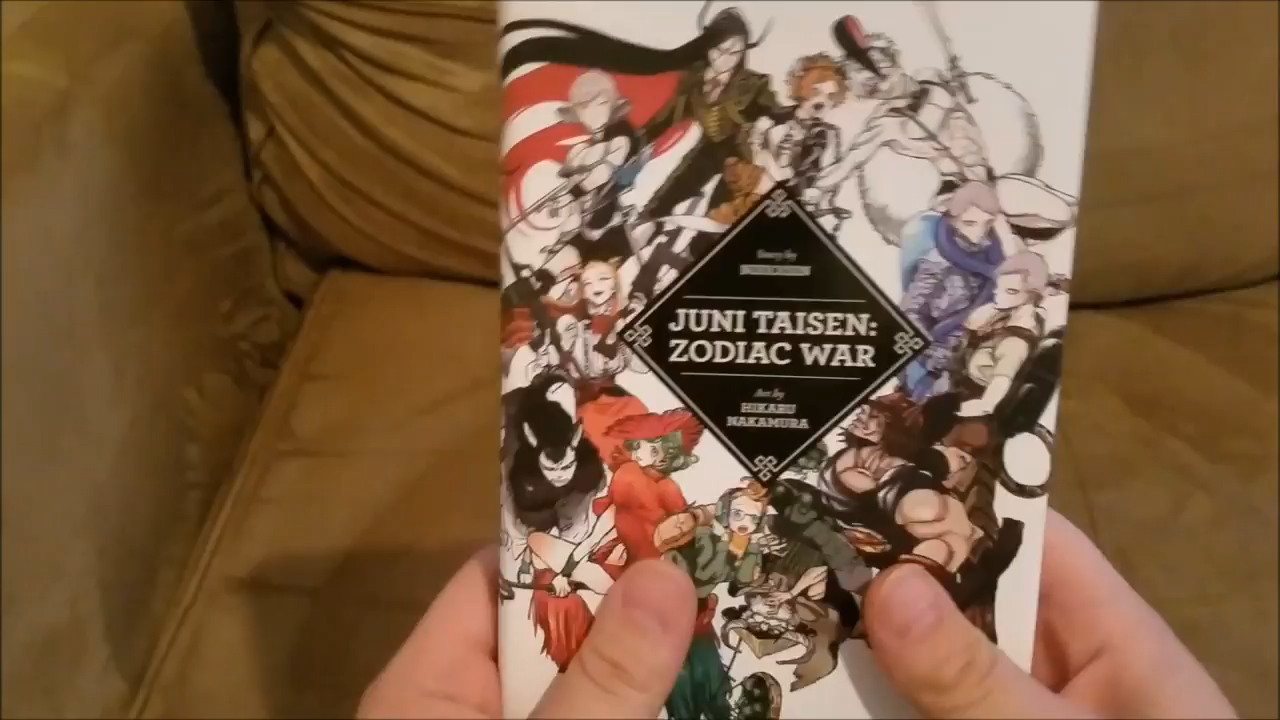 Story by
JUNI TAISEN:
ZODIAC WAR
Art by
HIKARU
NAKAMURA